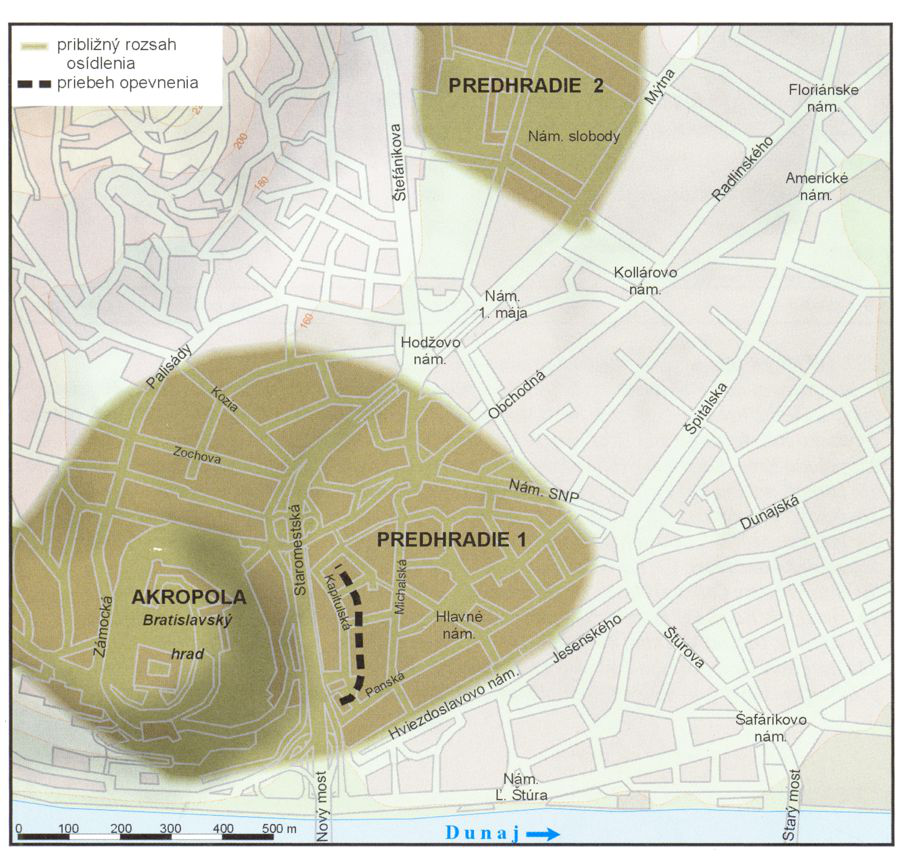 približný rozsah
osídlenia
priebeh opevnenia
PREDHRADIE 2
Nám. slobody
Mýtna
Floriánske
nám.
Radlinského
Americké
nám.
Štefánikova
200
180
Kollárovo
nám.
Nám.
1. mája
160
Hodžovo
nám.
Palisády
Kozia
Obchodná
Špitálska
Zochova
Nám. SNP
Dunajská
Staromestská
PREDHRADIE 1
AKROPOLA
Bratislavský
hrad
Zámocká
Kapitulská
Michalská
Hlavné
nám.
Panská
Jesenského
Štúrova
Hviezdoslavovo nám.
Šafárikovo
nám.
Nám.
Ľ. Štúra
Nový most
Starý most
0 100 200 300 400 500 m
Dunaj